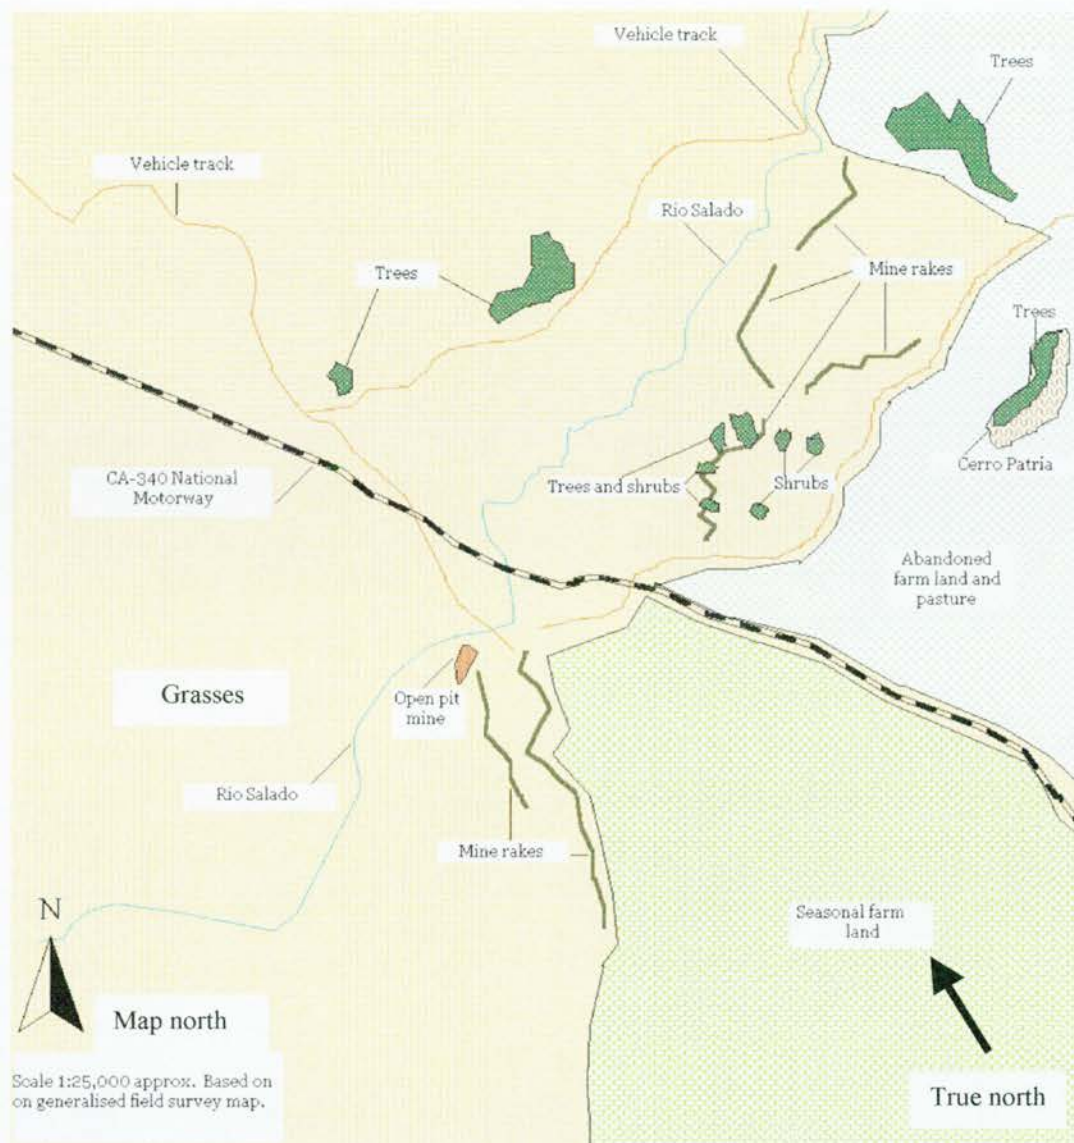 Vehicle track
Trees
Vehicle track
Río Salado
Trees
Mine rakes
Trees
CA-340 National
Motorway
Trees and shrubs
Shrubs
Cerro Patria
Abandoned
farm land and
pasture
Grasses
Open pit
mine
Río Salado
Mine rakes
Seasonal farm
land
N
Map north
Scale 1:25,000 approx. Based on
on generalised field survey map.
True north